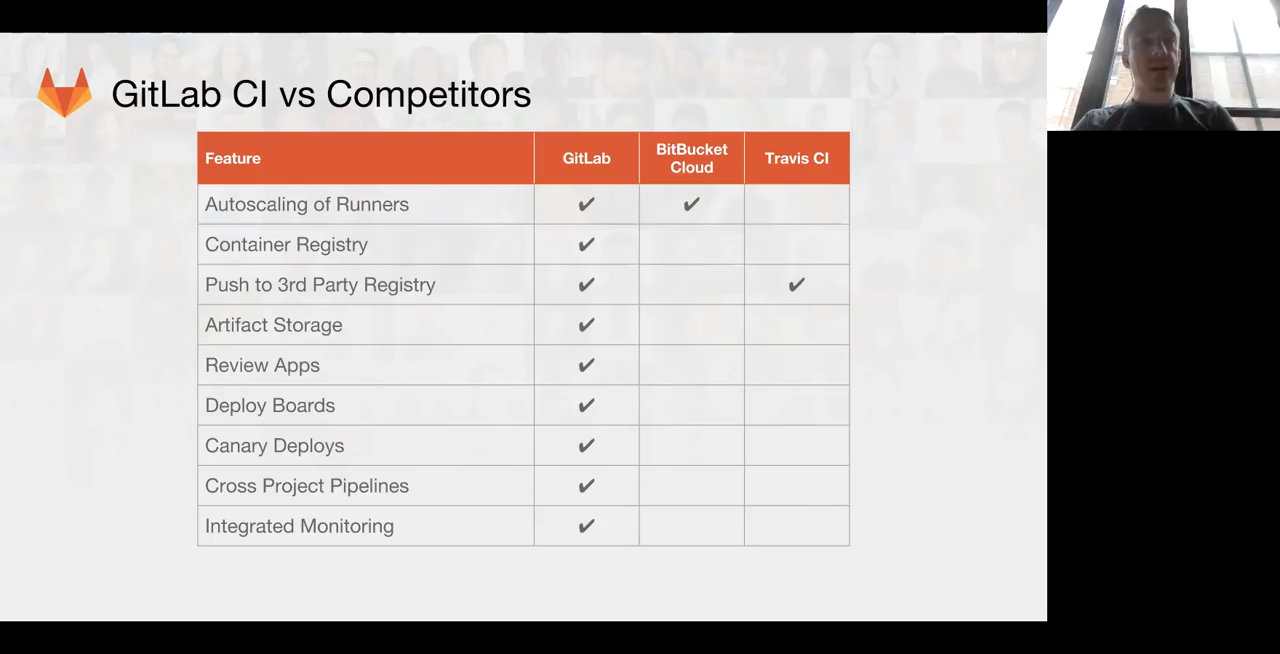 GitLab CI vs Competitors
Feature
GitLab
BitBucket
Cloud
Travis CI
Autoscaling of Runners ✔ ✔
Container Registry ✔
Push to 3rd Party Registry ✔ ✔
Artifact Storage ✔
Review Apps ✔
Deploy Boards ✔
Canary Deploys ✔
Cross Project Pipelines ✔
Integrated Monitoring ✔